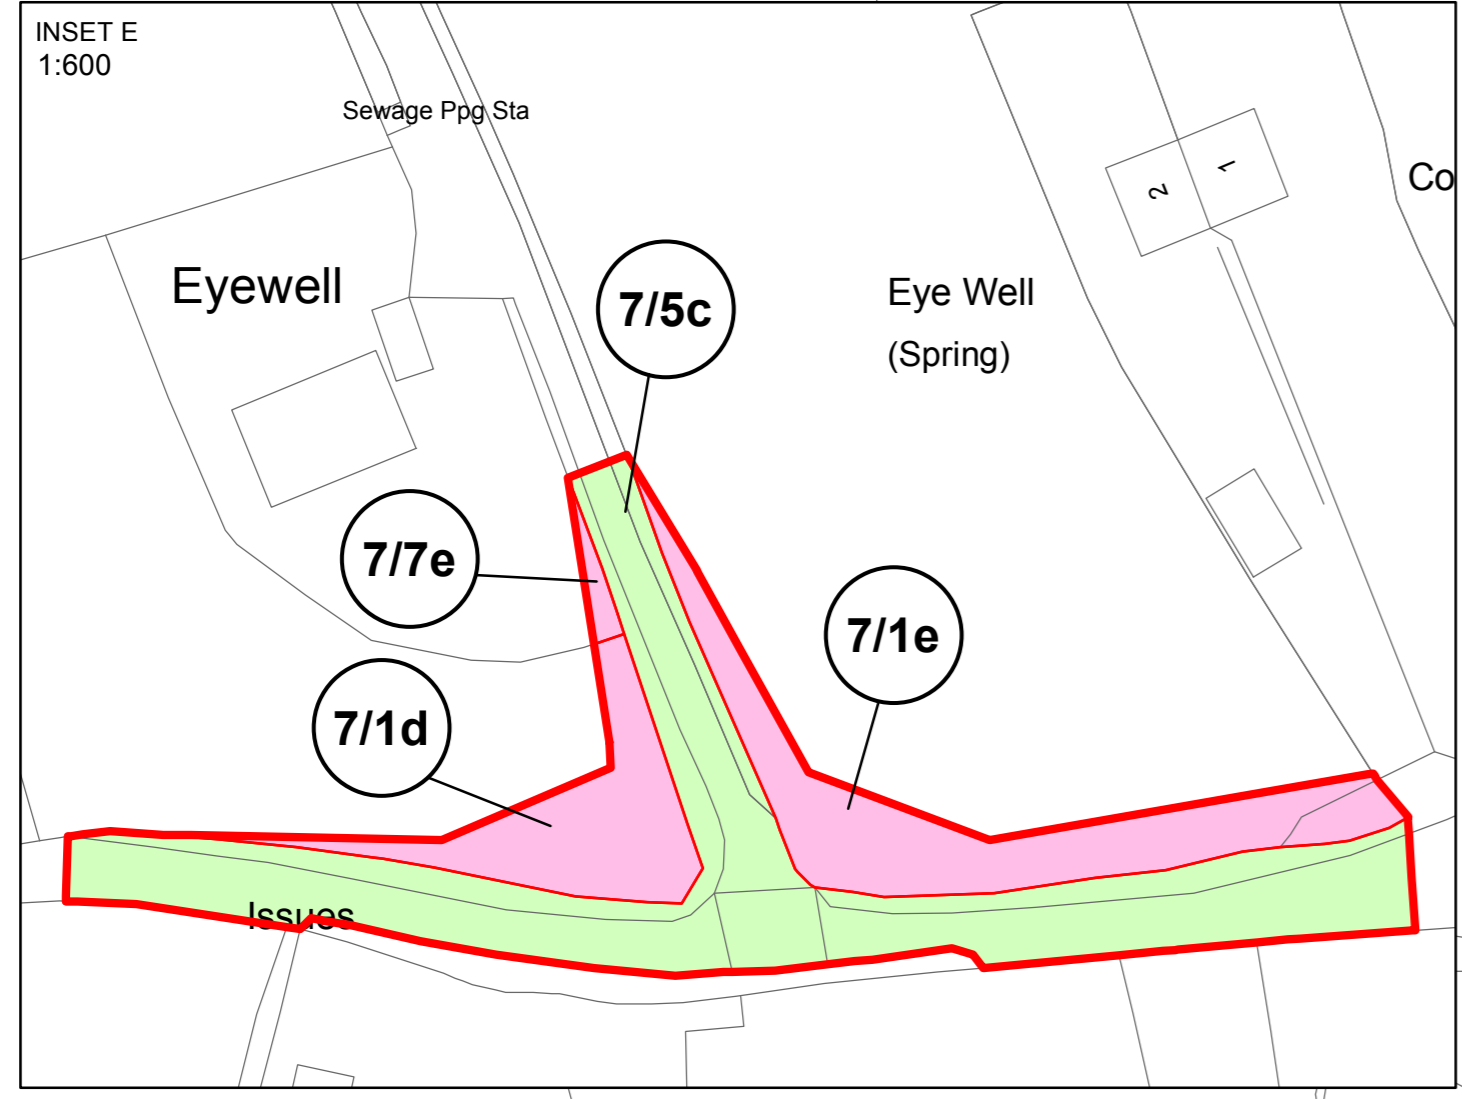 INSET E
1:600
Sewage Ppg Sta
2
1
Co
Eyewell
7/5c
Eye Well
(Spring)
7/7e
7/1e
7/1d
Issues